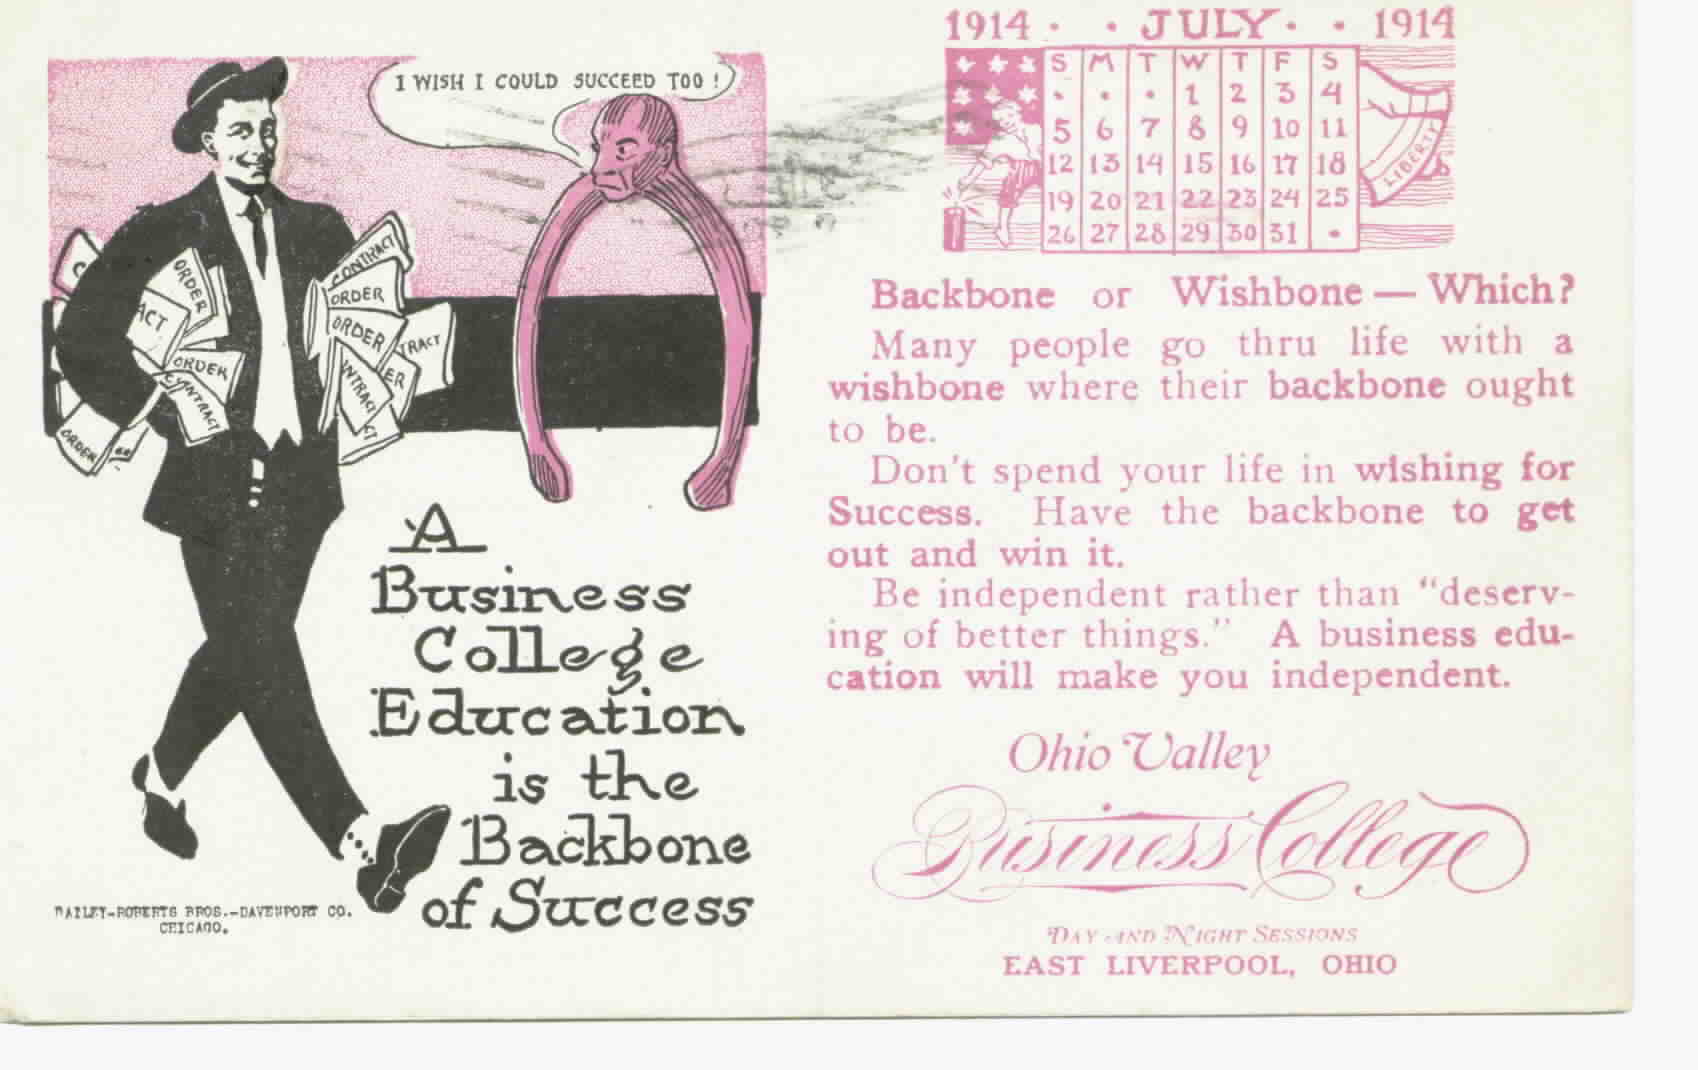 I WISH I COULD SUCCEED TOO!
ORDER
CONTRACT
ORDER
ACT
ORDER
TRACT
ORDER
ER
CONTRACT
NTRACT
CT
ORDER
A
Business
College
Education
is the
Backbone
of Success
BAILEY-ROBERTS BROS.-DAVENPORT CO.
CHICAGO.
1914 · · JULY · · 1914
S M T W T F S
· · · 1 2 3 4
5 6 7 8 9 10 11
12 13 14 15 16 17 18
19 20 21 22 23 24 25
26 27 28 29 30 31 ·
LIBERTY
Backbone or Wishbone — Which?
Many people go thru life with a
wishbone where their backbone ought
to be.
Don't spend your life in wishing for
Success. Have the backbone to get
out and win it.
Be independent rather than "deserv-
ing of better things." A business edu-
cation will make you independent.
Ohio Valley
Business College
DAY AND NIGHT SESSIONS
EAST LIVERPOOL, OHIO